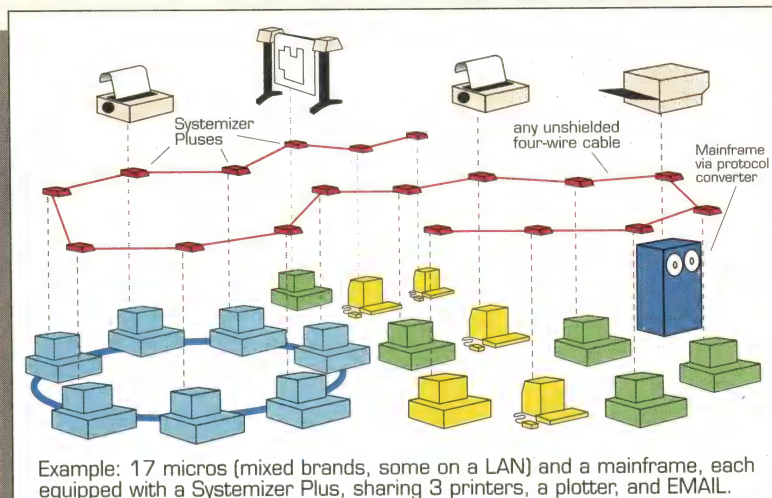 Systemizer
Pluses
any unshielded
four-wire cable
Mainframe
via protocol
converter
Example: 17 micros (mixed brands, some on a LAN) and a mainframe, each
equipped with a Systemizer Plus, sharing 3 printers, a plotter, and EMAIL.